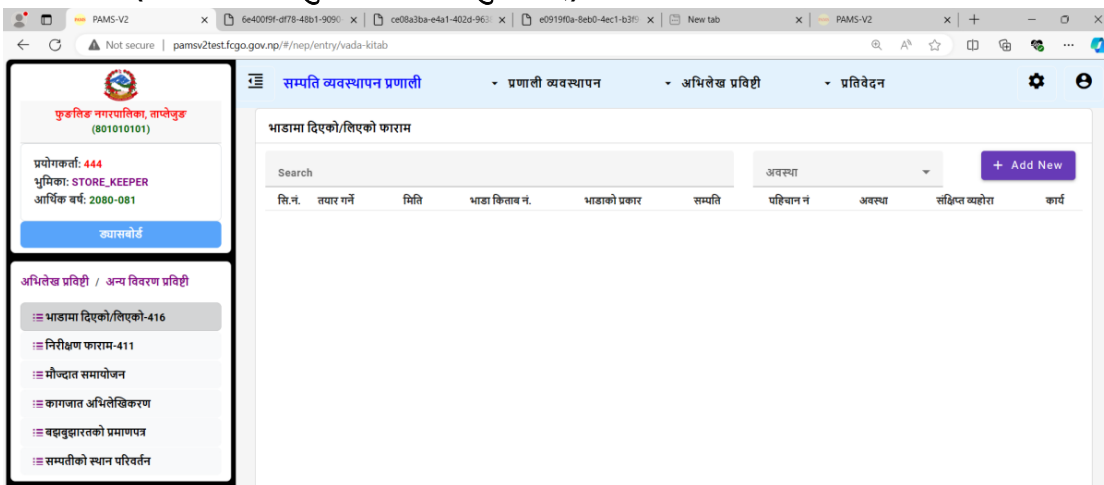 PAMS-V2
6e400f9f-df78-48b1-9090
ce08a3ba-e4a1-402d-963
e0919f0a-8eb0-4ec1-b3f9
New tab
PAMS-V2
Not secure | pamsv2test.fcgo.gov.np/#/nep/entry/vada-kitab
फुङलिङ नगरपालिका, ताप्लेजुङ
(801010101)
प्रयोगकर्ता: 444
भुमिका: STORE_KEEPER
आर्थिक बर्ष: 2080-081
ड्यासबोर्ड
अभिलेख प्रविष्टी / अन्य विवरण प्रविष्टी
भाडामा दिएको/लिएको-416
निरीक्षण फाराम-411
मौज्दात समायोजन
कागजात अभिलेखिकरण
बझबुझारतको प्रमाणपत्र
सम्पतीको स्थान परिवर्तन
सम्पति व्यवस्थापन प्रणाली
प्रणाली व्यवस्थापन
अभिलेख प्रविष्टी
प्रतिवेदन
भाडामा दिएको/लिएको फाराम
Search
अवस्था
+ Add New
सि.नं. तयार गर्ने मिति भाडा किताब नं. भाडाको प्रकार सम्पति पहिचान नं अवस्था संक्षिप्त व्यहोरा कार्य